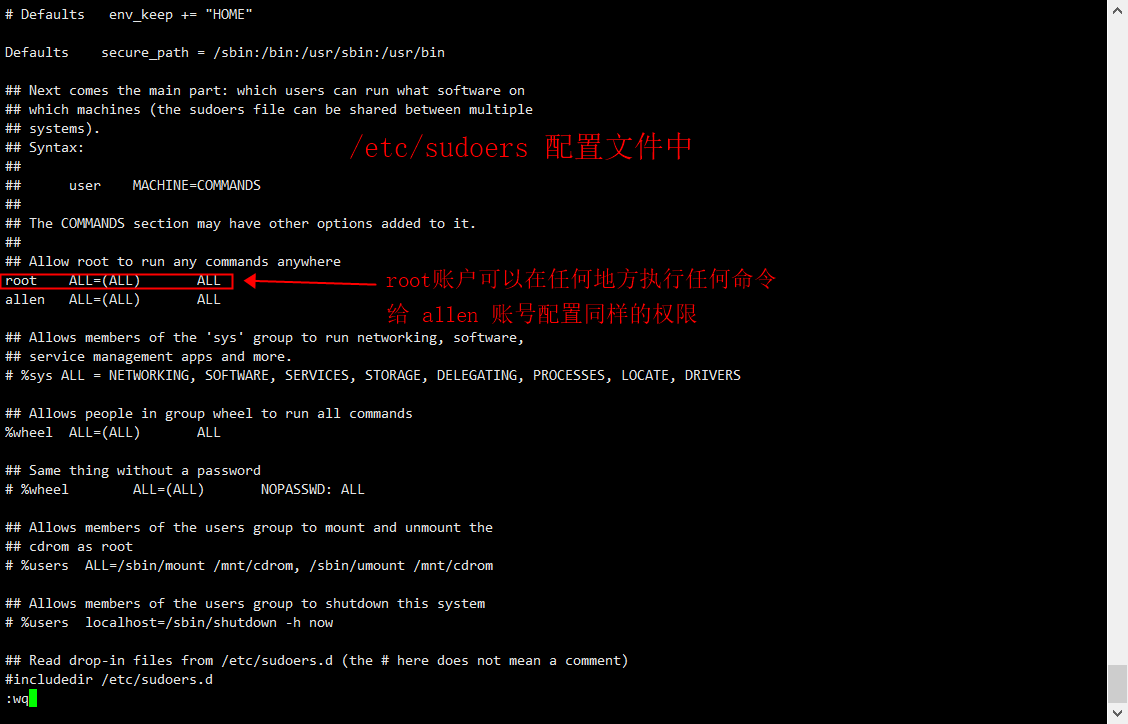 # Defaults   env_keep += "HOME"
Defaults    secure_path = /sbin:/bin:/usr/sbin:/usr/bin
## Next comes the main part: which users can run what software on
## which machines (the sudoers file can be shared between multiple
## systems).
/etc/sudoers 配置文件中
## Syntax:
##
##      user    MACHINE=COMMANDS
##
## The COMMANDS section may have other options added to it.
##
## Allow root to run any commands anywhere
root    ALL=(ALL)       ALL
root账户可以在任何地方执行任何命令
allen   ALL=(ALL)       ALL
给 allen 账号配置同样的权限
## Allows members of the 'sys' group to run networking, software,
## service management apps and more.
# %sys ALL = NETWORKING, SOFTWARE, SERVICES, STORAGE, DELEGATING, PROCESSES, LOCATE, DRIVERS
## Allows people in group wheel to run all commands
%wheel  ALL=(ALL)       ALL
## Same thing without a password
# %wheel        ALL=(ALL)       NOPASSWD: ALL
## Allows members of the users group to mount and unmount the
## cdrom as root
# %users  ALL=/sbin/mount /mnt/cdrom, /sbin/umount /mnt/cdrom
## Allows members of the users group to shutdown this system
# %users  localhost=/sbin/shutdown -h now
## Read drop-in files from /etc/sudoers.d (the # here does not mean a comment)
#includedir /etc/sudoers.d
:wq